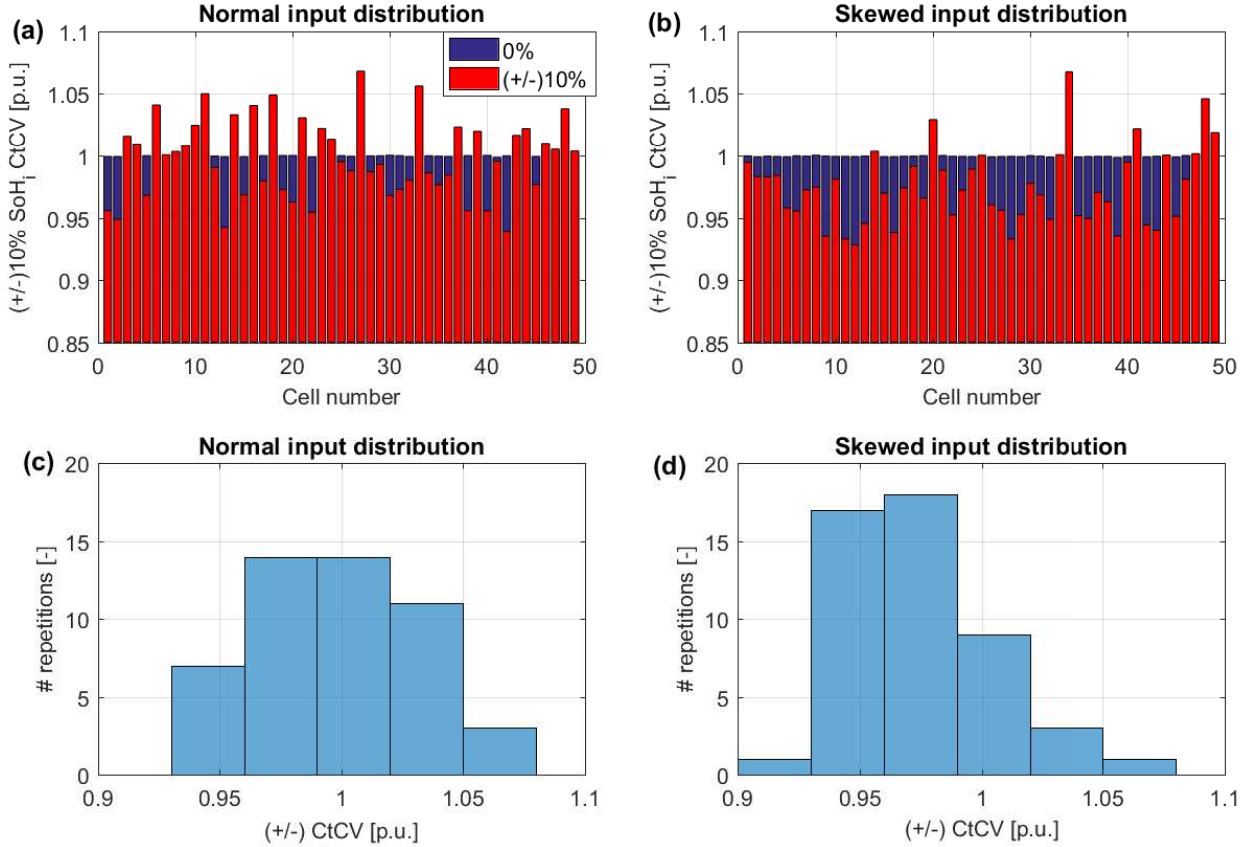 (a)
Normal input distribution
(+/-)10% SoH_i CtCV [p.u.]
1.1
1.05
1
0.95
0.9
0.85
0 10 20 30 40 50
Cell number
0%
(+/-)10%
(b)
Skewed input distribution
(+/-)10% SoH_i CtCV [p.u.]
1.1
1.05
1
0.95
0.9
0.85
0 10 20 30 40 50
Cell number
(c)
Normal input distribution
# repetitions [-]
20
15
10
5
0
0.9 0.95 1 1.05 1.1
(+/-) CtCV [p.u.]
(d)
Skewed input distribution
# repetitions [-]
20
15
10
5
0
0.9 0.95 1 1.05 1.1
(+/-) CtCV [p.u.]